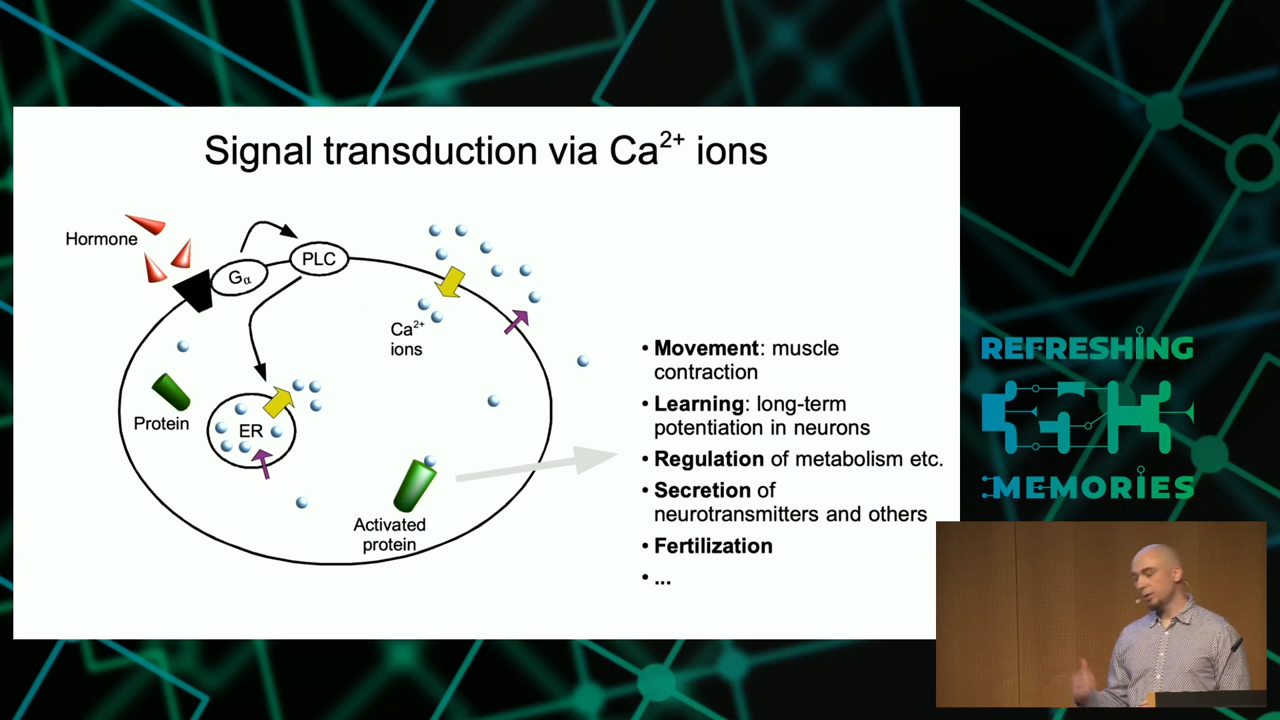 Signal transduction via Ca²⁺ ions
Hormone
Gα
PLC
Ca²⁺
ions
Protein
ER
Activated
protein
• Movement: muscle
contraction
• Learning: long-term
potentiation in neurons
• Regulation of metabolism etc.
• Secretion of
neurotransmitters and others
• Fertilization
• ...
REFRESHING
MEMORIES